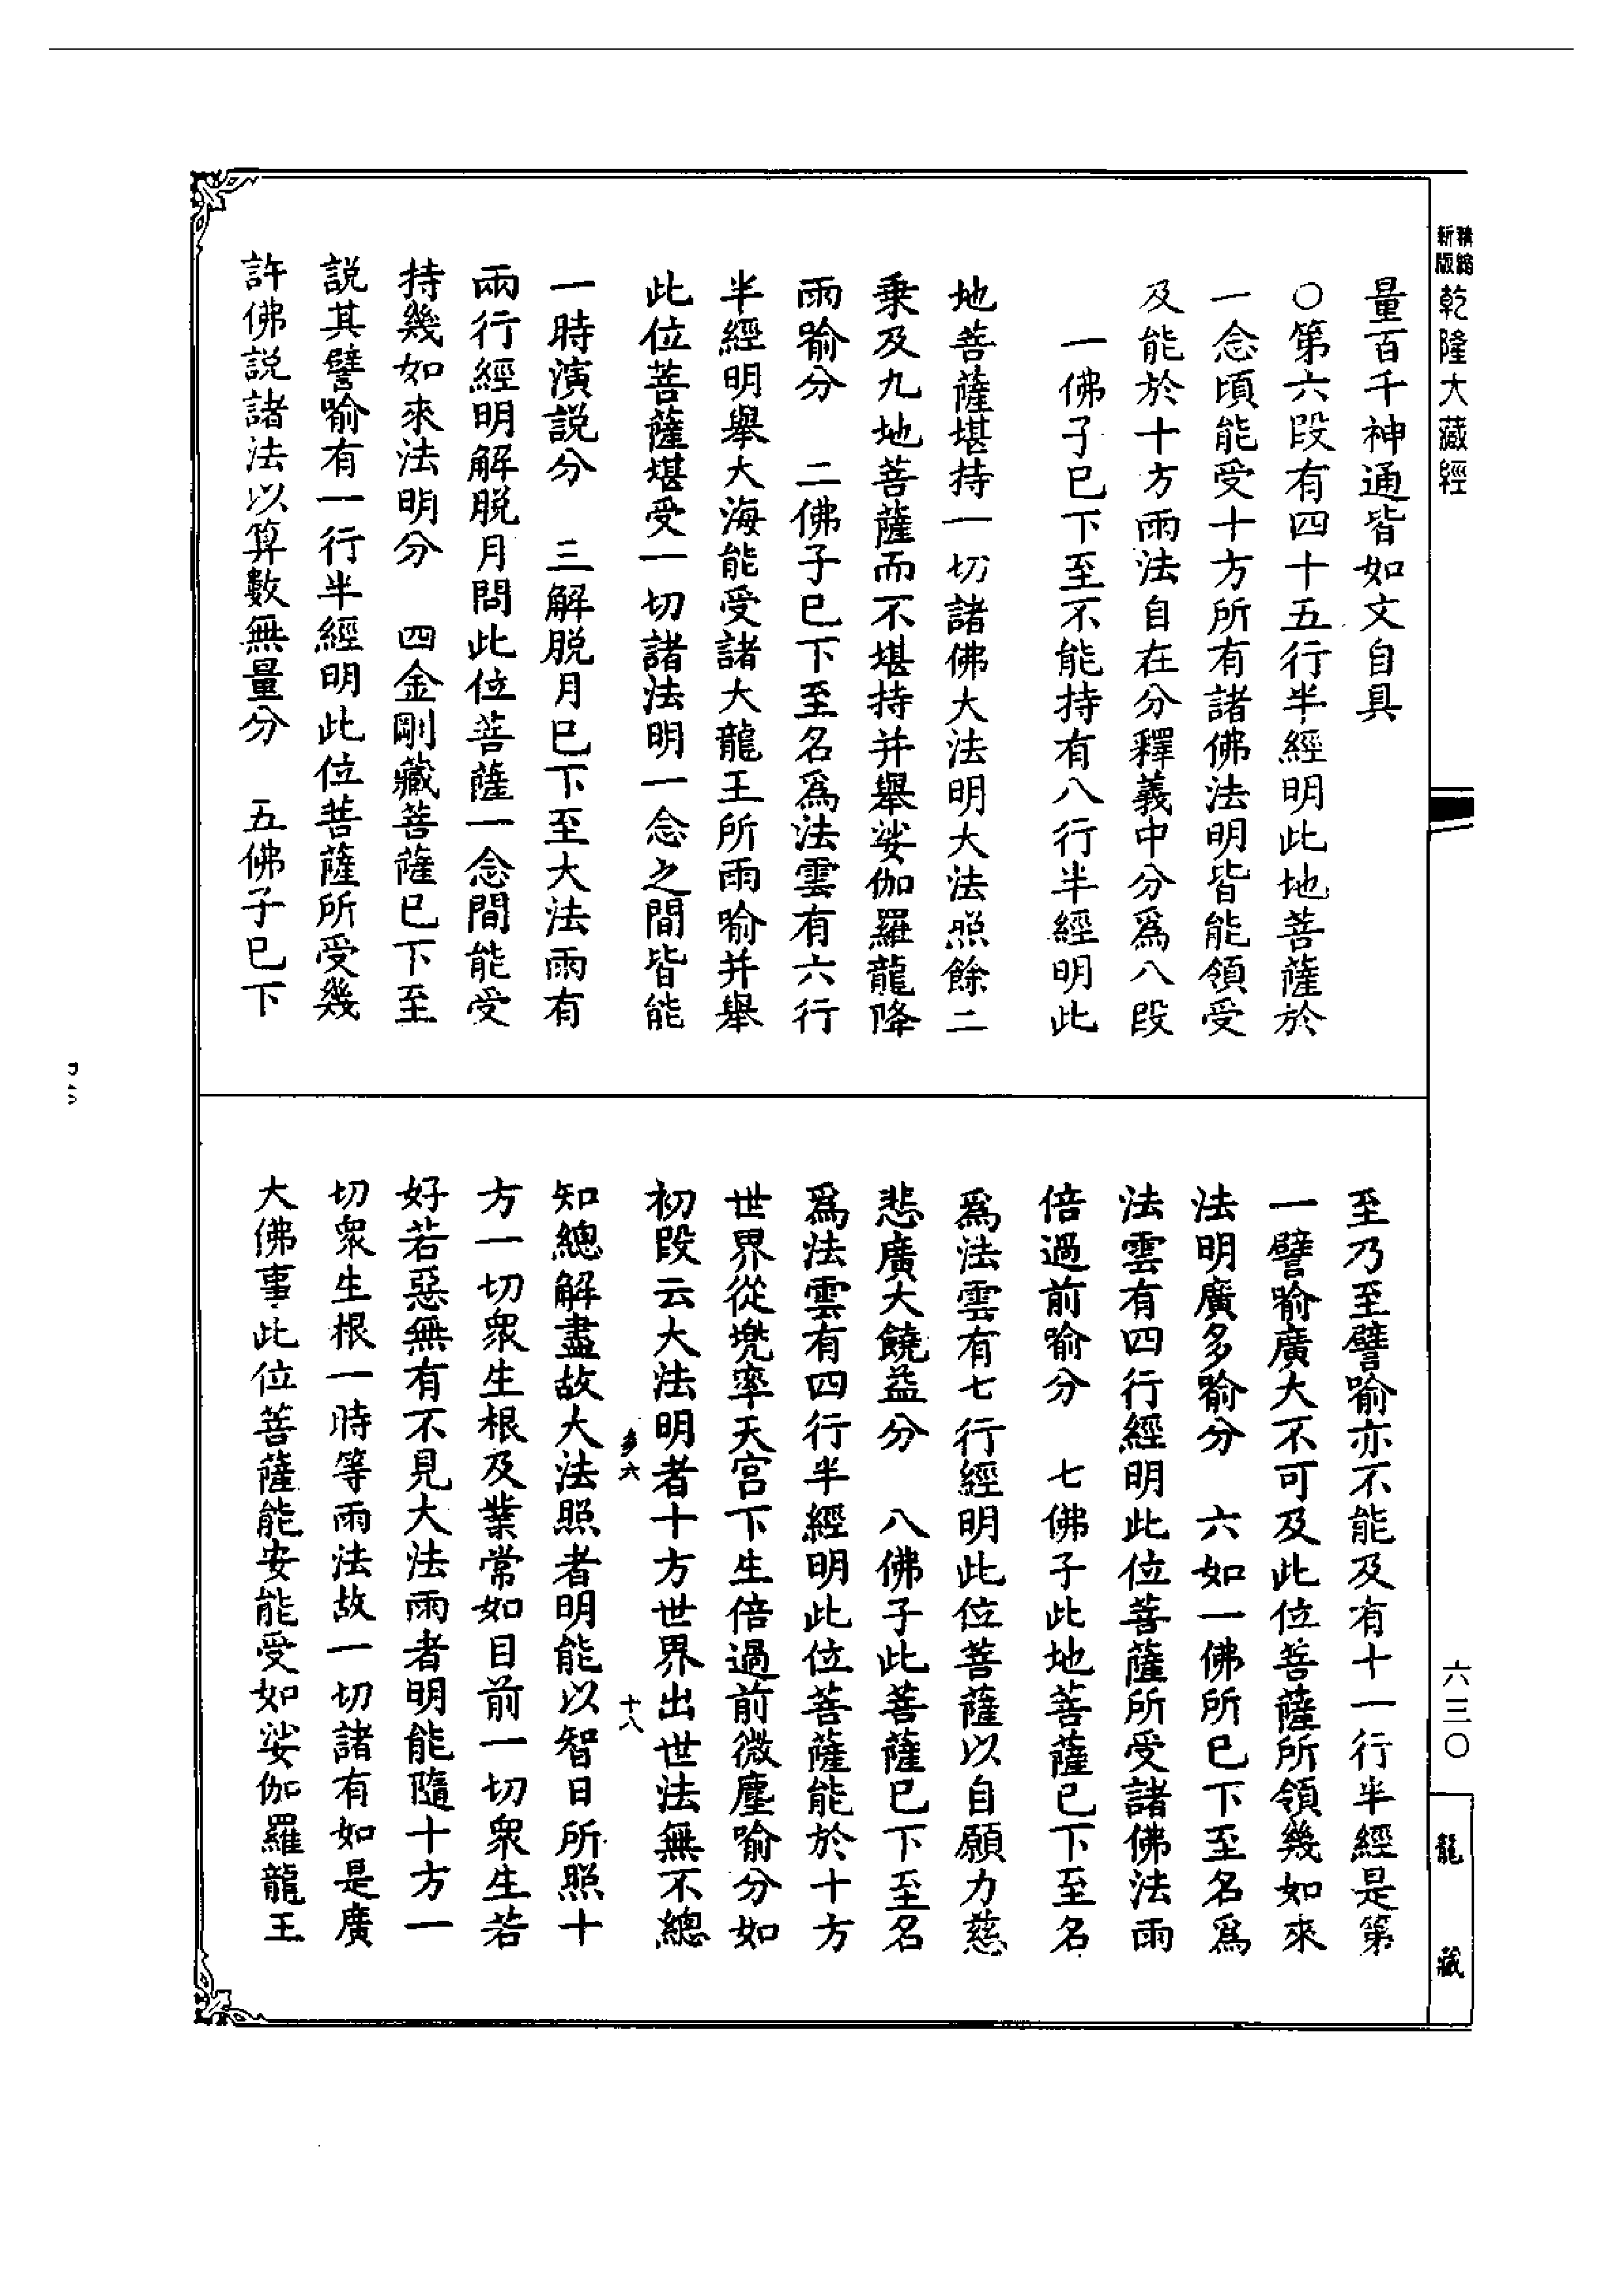 新版
精縮
乾隆大藏經
六三〇
龍藏
量百千神通皆如文自具
〇第六段有四十五行半經明此地菩薩於
一念頃能受十方所有諸佛法明皆能領受
及能於十方雨法自在分釋義中分爲八段
一佛子已下至不能持有八行半經明此
地菩薩堪持一切諸佛大法明大法照餘二
乘及九地菩薩而不堪持并舉娑伽羅龍降
雨喻分　二佛子已下至名爲法雲有六行
半經明舉大海能受諸大龍王所雨喻并舉
此位菩薩堪受一切諸法明一念之間皆能
一時演説分　三解脱月已下至大法雨有
兩行經明解脱月問此位菩薩一念間能受
持幾如來法明分　四金剛藏菩薩已下至
説其譬喻有一行半經明此位菩薩所受幾
許佛説諸法以算數無量分　五佛子已下
至乃至譬喻亦不能及有十一行半經是第
一譬喻廣大不可及此位菩薩所領幾如來
法明廣多喻分　六如一佛所已下至名爲
法雲有四行經明此位菩薩所受諸佛法雨
倍過前喻分　七佛子此地菩薩已下至名
爲法雲有七行經明此位菩薩以自願力慈
悲廣大饒益分　八佛子此菩薩已下至名
爲法雲有四行半經明此位菩薩能於十方
世界從兜率天宮下生倍過前微塵喻分如
初段云大法明者十方世界出世法無不總
多六　十八
知總解盡故大法照者明能以智日所照十
方一切衆生根及業常如目前一切衆生若
好若惡無有不見大法雨者明能隨十方一
切衆生根一時等雨法故一切諸有如是廣
大佛事此位菩薩能安能受如娑伽羅龍王